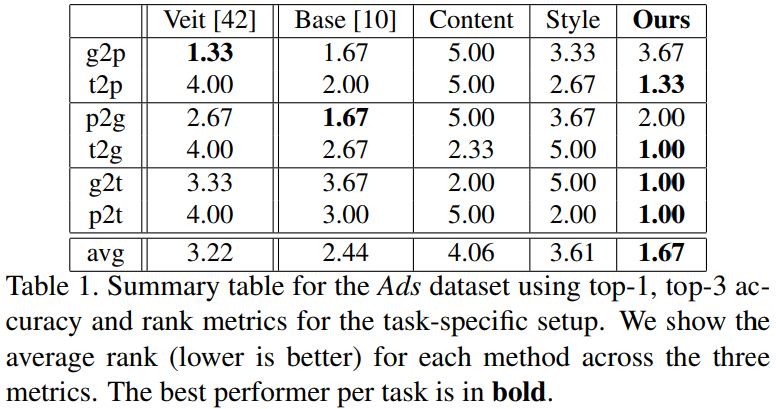 Veit [42] Base [10] Content Style Ours
g2p 1.33 1.67 5.00 3.33 3.67
t2p 4.00 2.00 5.00 2.67 1.33
p2g 2.67 1.67 5.00 3.67 2.00
t2g 4.00 2.67 2.33 5.00 1.00
g2t 3.33 3.67 2.00 5.00 1.00
p2t 4.00 3.00 5.00 2.00 1.00
avg 3.22 2.44 4.06 3.61 1.67
Table 1. Summary table for the Ads dataset using top-1, top-3 ac-
curacy and rank metrics for the task-specific setup. We show the
average rank (lower is better) for each method across the three
metrics. The best performer per task is in bold.